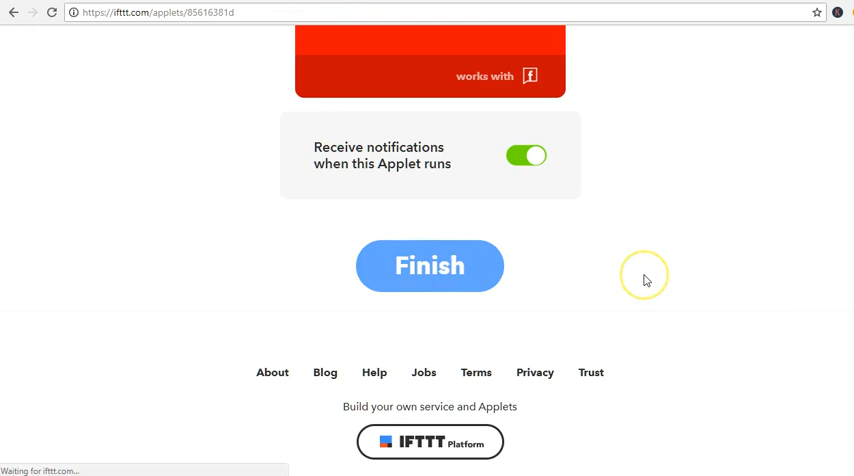 https://ifttt.com/applets/85616381d
works with
Receive notifications
when this Applet runs
Finish
About Blog Help Jobs Terms Privacy Trust
Build your own service and Applets
IFTTT Platform
Waiting for ifttt.com...